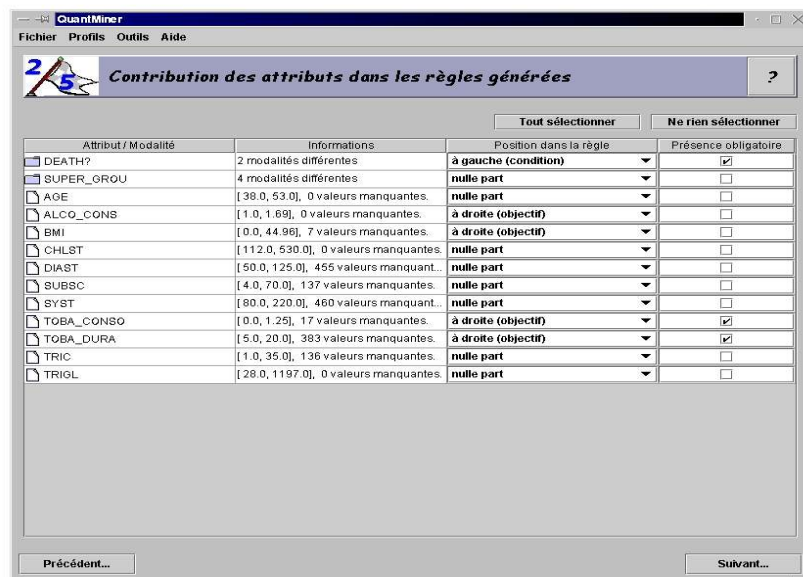 QuantMiner
Fichier Profils Outils Aide
2/5 Contribution des attributs dans les règles générées ?
Tout sélectionner Ne rien sélectionner
Attribut / Modalité Informations Position dans la règle Présence obligatoire
DEATH? 2 modalités différentes à gauche (condition)
SUPER_GROU 4 modalités différentes nulle part
AGE [ 38.0, 53.0], 0 valeurs manquantes. nulle part
ALCO_CONS [ 1.0, 1.69], 0 valeurs manquantes. à droite (objectif)
BMI [ 0.0, 44.96], 7 valeurs manquantes. à droite (objectif)
CHLST [ 112.0, 530.0], 0 valeurs manquantes. nulle part
DIAST [ 50.0, 125.0], 455 valeurs manquant... nulle part
SUBSC [ 4.0, 70.0], 137 valeurs manquantes. nulle part
SYST [ 80.0, 220.0], 460 valeurs manquant... nulle part
TOBA_CONSO [ 0.0, 1.25], 17 valeurs manquantes. à droite (objectif)
TOBA_DURA [ 5.0, 20.0], 383 valeurs manquantes. à droite (objectif)
TRIC [ 1.0, 35.0], 136 valeurs manquantes. nulle part
TRIGL [ 28.0, 1197.0], 0 valeurs manquantes. nulle part
Précédent... Suivant...